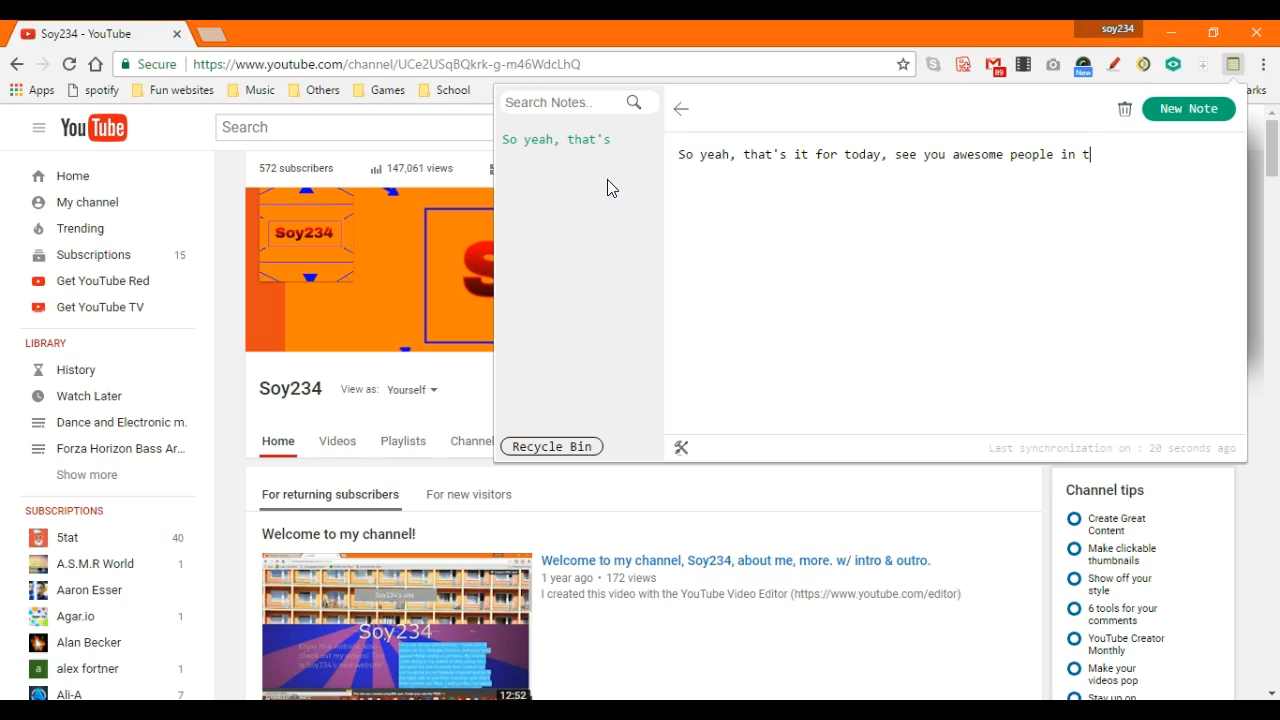 Soy234 - YouTube
soy234
Secure
https://www.youtube.com/channel/UCe2USqBQkrk-g-m46WdcLhQ
89
New
Apps
spotify
Fun websites
Music
Others
Games
School
arks
YouTube
Search
Search Notes..
New Note
So yeah, that's
So yeah, that's it for today, see you awesome people in t
Recycle Bin
Last synchronization on : 20 seconds ago
Home
My channel
Trending
Subscriptions 15
Get YouTube Red
Get YouTube TV
LIBRARY
History
Watch Later
Dance and Electronic m.
Forza Horizon Bass Ar...
Show more
SUBSCRIPTIONS
5tat 40
A.S.M.R World 1
Aaron Esser
Agar.io 1
Alan Becker
a alex fortner 1
Ali-A 7
572 subscribers
147,061 views
Soy234
S
Soy234
View as: Yourself
Home
Videos
Playlists
Channel
For returning subscribers
For new visitors
Welcome to my channel!
Soy234's site
Soy234
12:52
Welcome to my channel, Soy234, about me, more. w/ intro & outro.
1 year ago • 172 views
I created this video with the YouTube Video Editor (https://www.youtube.com/editor)
Channel tips
Create Great
Content
Make clickable
thumbnails
Show off your
style
6 tools for your
comments
YouTube Creator
Monthly
Make your
videos pop
Stay up on